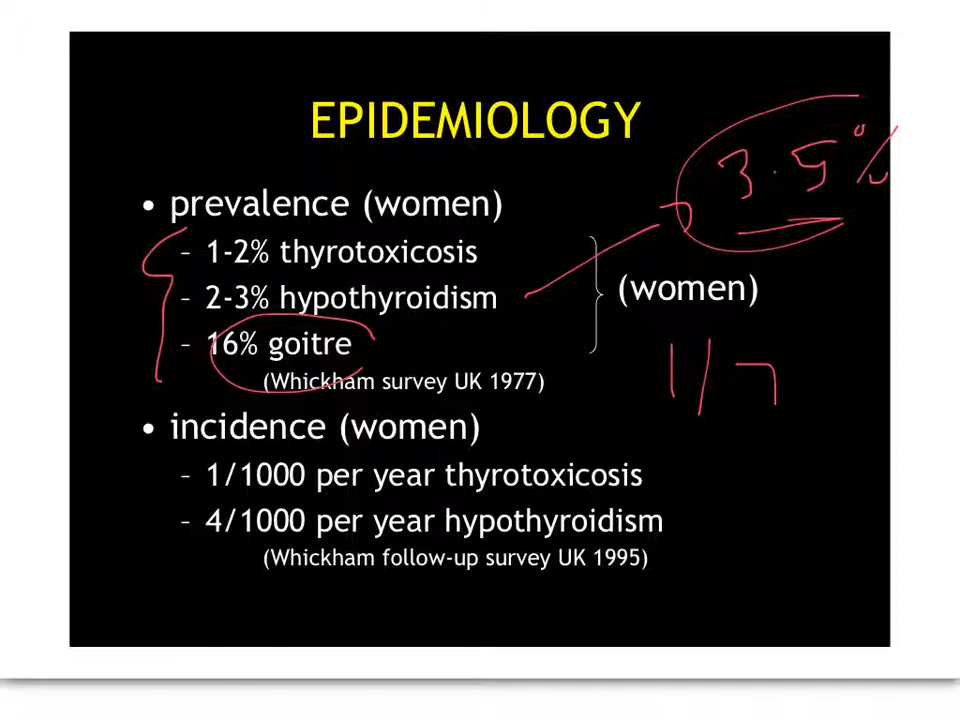 EPIDEMIOLOGY
3.5%
• prevalence (women)
- 1-2% thyrotoxicosis
- 2-3% hypothyroidism
(women)
- 16% goitre
1/7
(Whickham survey UK 1977)
• incidence (women)
- 1/1000 per year thyrotoxicosis
- 4/1000 per year hypothyroidism
(Whickham follow-up survey UK 1995)